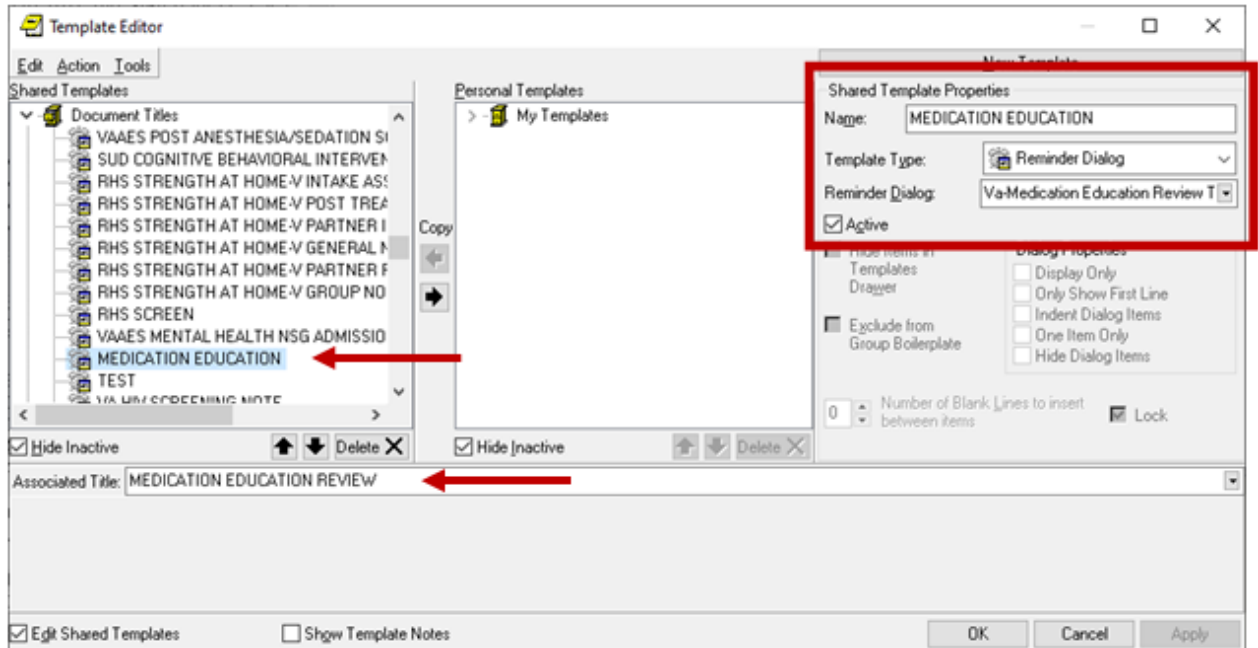 Template Editor
Edit Action Tools
New Template
Shared Templates
Document Titles
VAAES POST ANESTHESIA/SEDATION
SUD COGNITIVE BEHAVIORAL INTERVEN
RHS STRENGTH AT HOME-V INTAKE ASS
RHS STRENGTH AT HOME-V POST TREA
RHS STRENGTH AT HOME-V PARTNER I
RHS STRENGTH AT HOME-V GENERAL N
RHS STRENGTH AT HOME-V PARTNER F
RHS STRENGTH AT HOME-V GROUP NO
RHS SCREEN
VAAES MENTAL HEALTH NSG ADMISSIO
MEDICATION EDUCATION
TEST
VA HIV SCREENING NOTE
Hide Inactive
Delete
Copy
Personal Templates
My Templates
Hide Inactive
Delete
Shared Template Properties
Name: MEDICATION EDUCATION
Template Type: Reminder Dialog
Reminder Dialog: Va-Medication Education Review T
Active
Hide Items in
Templates
Drawer
Exclude from
Group Boilerplate
Dialog Properties
Display Only
Only Show First Line
Indent Dialog Items
One Item Only
Hide Dialog Items
0 Number of Blank Lines to insert
between items
Lock
Associated Title: MEDICATION EDUCATION REVIEW
Edit Shared Templates Show Template Notes OK Cancel Apply